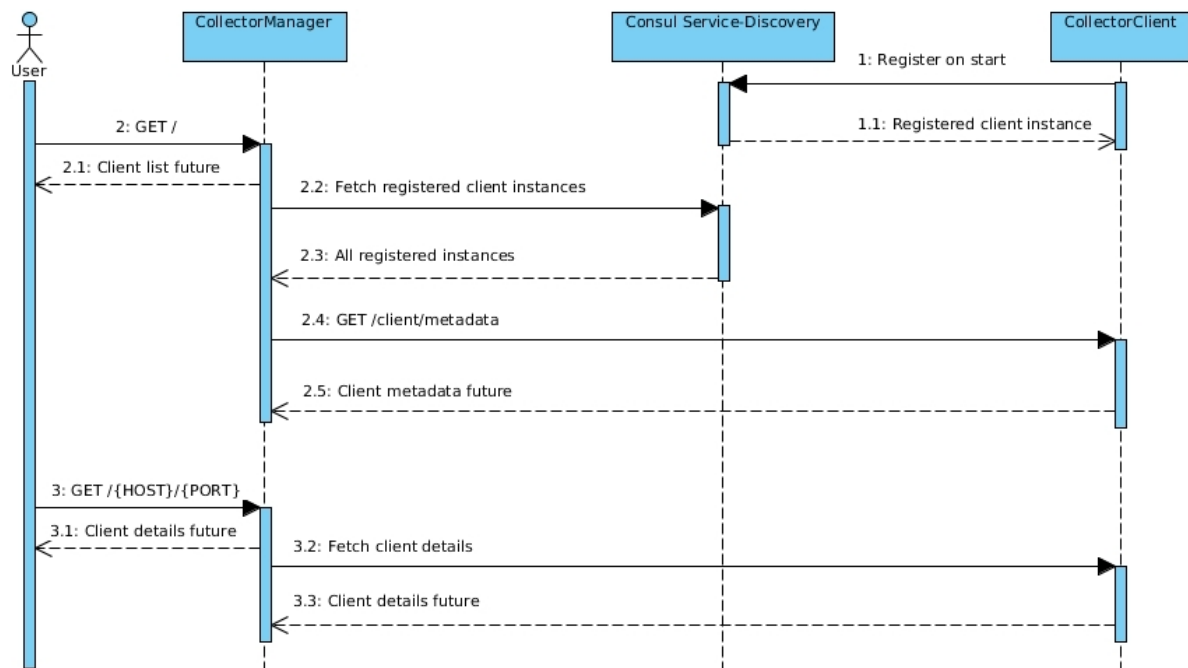 CollectorManager
Consul Service-Discovery
CollectorClient
User
1: Register on start
1.1: Registered client instance
2: GET /
2.1: Client list future
2.2: Fetch registered client instances
2.3: All registered instances
2.4: GET /client/metadata
2.5: Client metadata future
3: GET /{HOST}/{PORT}
3.1: Client details future
3.2: Fetch client details
3.3: Client details future